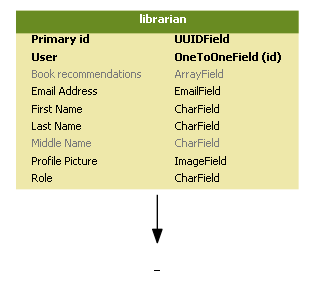 librarian
Primary id UUIDField
User OneToOneField (id)
Book recommendations ArrayField
Email Address EmailField
First Name CharField
Last Name CharField
Middle Name CharField
Profile Picture ImageField
Role CharField
_